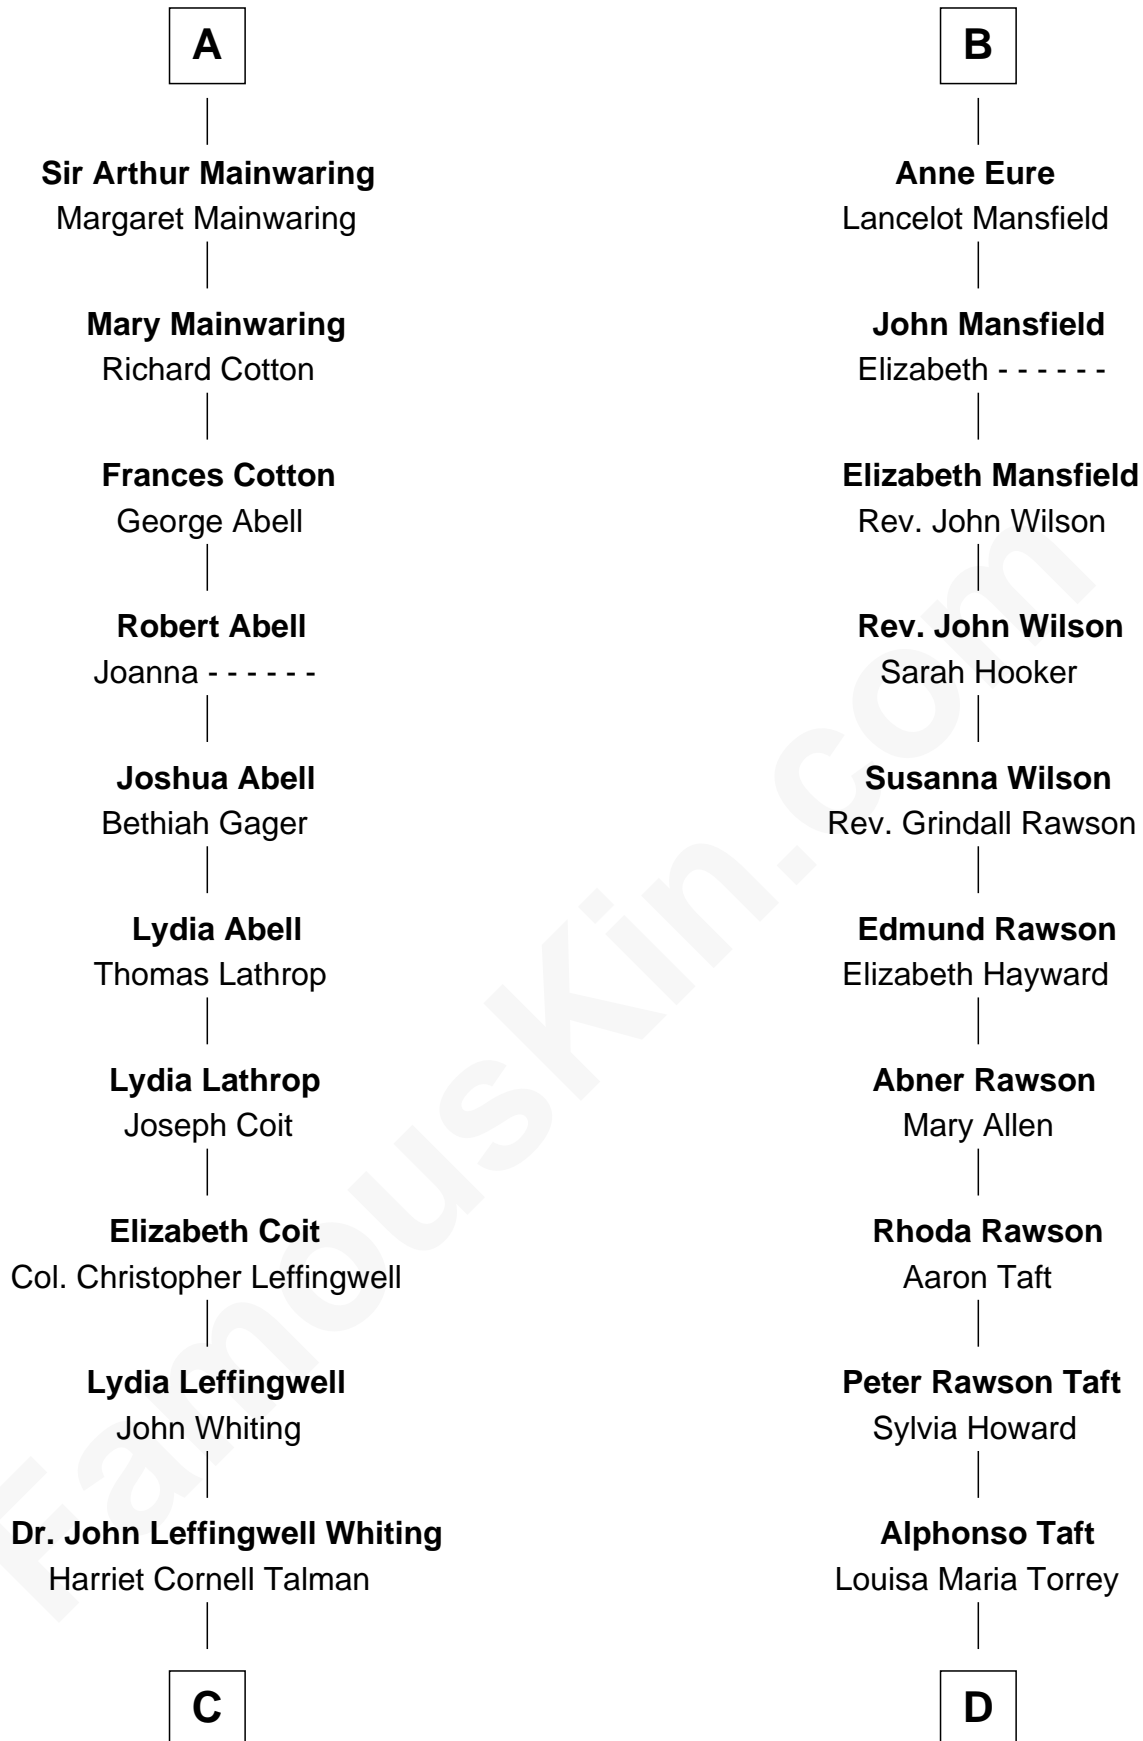 A
Sir Arthur Mainwaring
Margaret Mainwaring
Mary Mainwaring
Richard Cotton
Frances Cotton
George Abell
Robert Abell
Joanna - - - - - -
Joshua Abell
Bethiah Gager
Lydia Abell
Thomas Lathrop
Lydia Lathrop
Joseph Coit
Elizabeth Coit
Col. Christopher Leffingwell
Lydia Leffingwell
John Whiting
Dr. John Leffingwell Whiting
Harriet Cornell Talman
C
B
Anne Eure
Lancelot Mansfield
John Mansfield
Elizabeth - - - - - -
Elizabeth Mansfield
Rev. John Wilson
Rev. John Wilson
Sarah Hooker
Susanna Wilson
Rev. Grindall Rawson
Edmund Rawson
Elizabeth Hayward
Abner Rawson
Mary Allen
Rhoda Rawson
Aaron Taft
Peter Rawson Taft
Sylvia Howard
Alphonso Taft
Louisa Maria Torrey
D
FamousKin.com